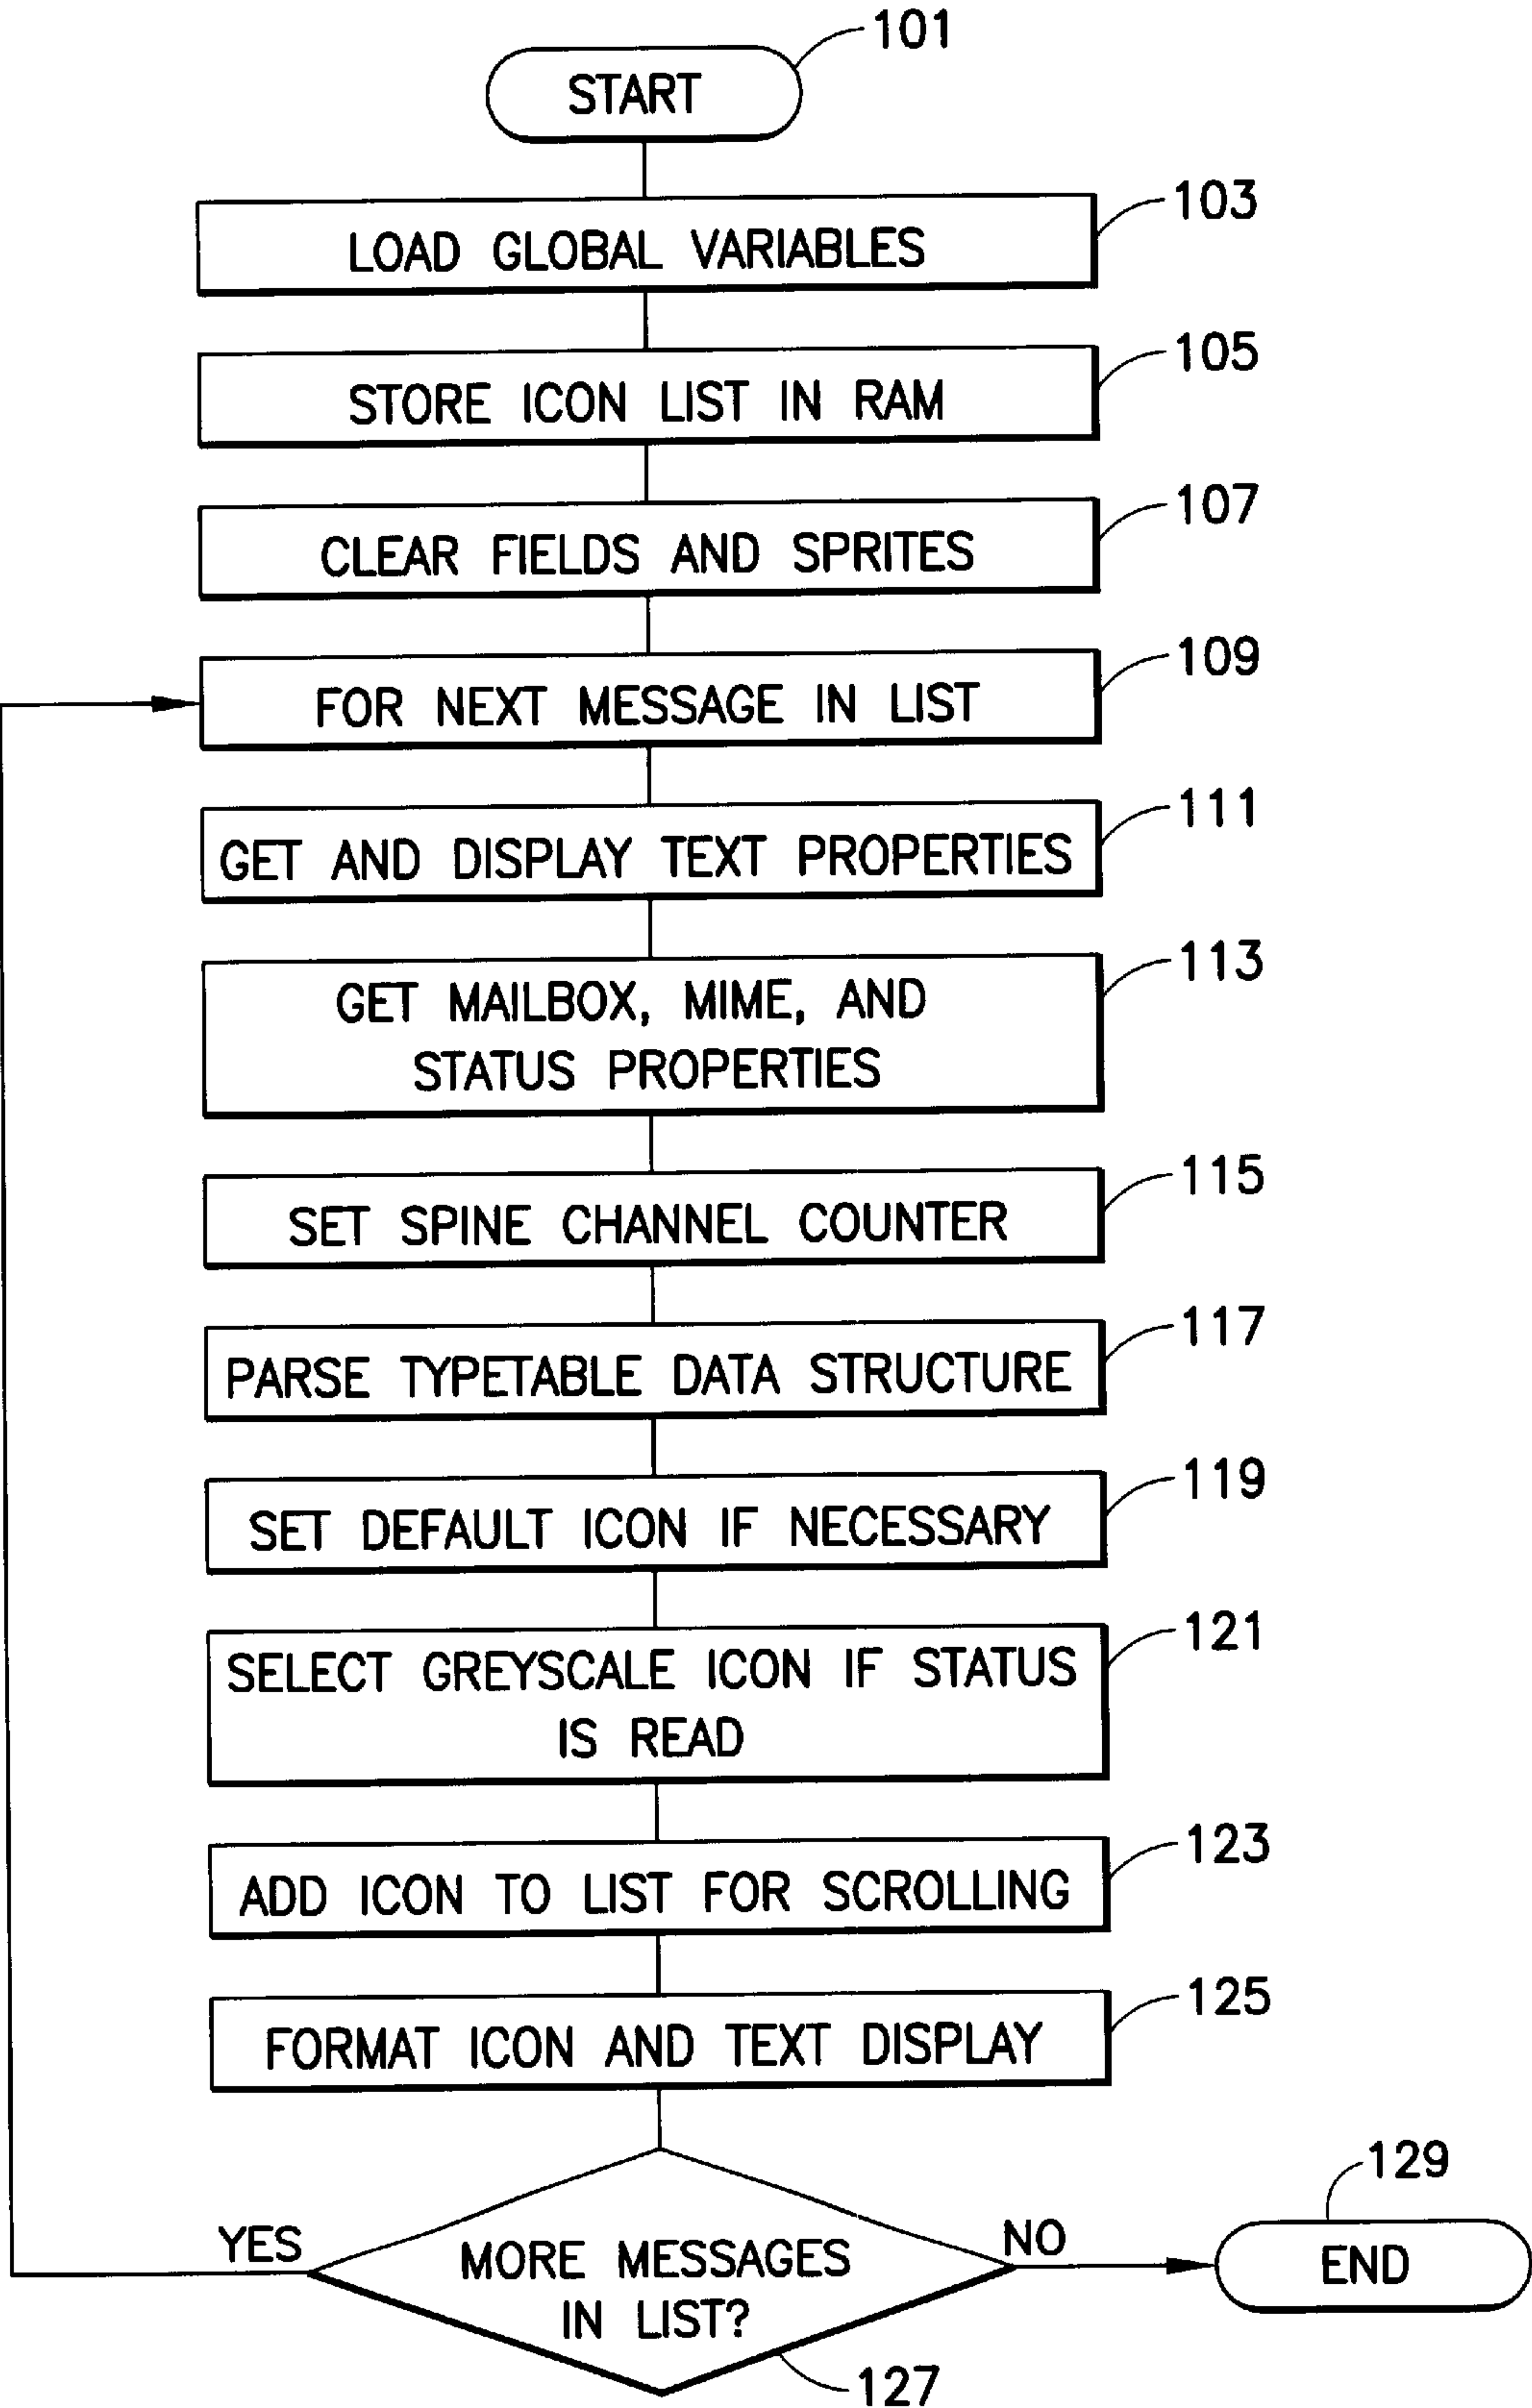 101
START
103
LOAD GLOBAL VARIABLES
105
STORE ICON LIST IN RAM
107
CLEAR FIELDS AND SPRITES
109
FOR NEXT MESSAGE IN LIST
111
GET AND DISPLAY TEXT PROPERTIES
113
GET MAILBOX, MIME, AND
STATUS PROPERTIES
115
SET SPINE CHANNEL COUNTER
117
PARSE TYPETABLE DATA STRUCTURE
119
SET DEFAULT ICON IF NECESSARY
121
SELECT GREYSCALE ICON IF STATUS
IS READ
123
ADD ICON TO LIST FOR SCROLLING
125
FORMAT ICON AND TEXT DISPLAY
129
YES
NO
MORE MESSAGES
IN LIST?
END
127